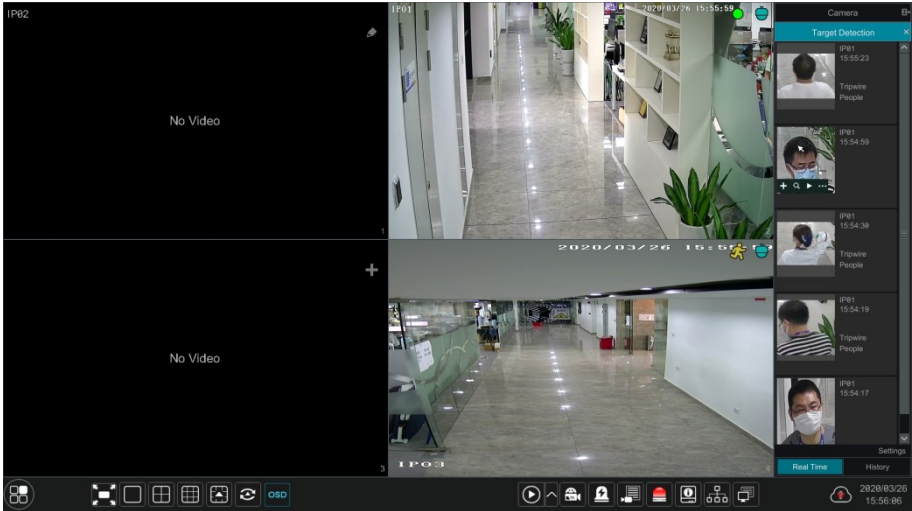 IP02
No Video
1
IP01
2020/03/26 15:55:59
No Video
3
2020/03/26 15:55
IP03
Camera
Target Detection
IP01
15:55:23
Tripwire
People
IP01
15:54:59
IP01
15:54:30
Tripwire
People
IP01
15:54:19
Tripwire
People
IP01
15:54:17
Settings
Real Time
History
OSD
2020/03/26
15:56:06